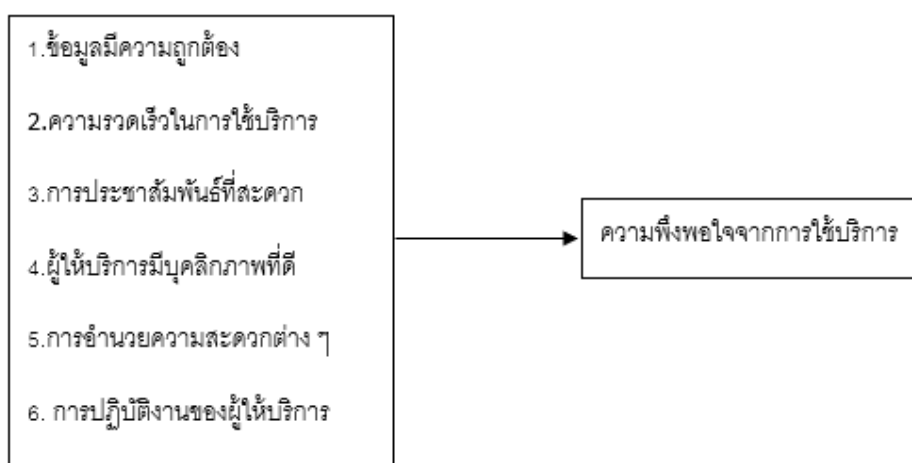 1.ข้อมูลมีความถูกต้อง
2.ความรวดเร็วในการใช้บริการ
3.การประชาสัมพันธ์ที่สะดวก
4.ผู้ให้บริการมีบุคลิกภาพที่ดี
5.การอำนวยความสะดวกต่าง ๆ
6. การปฏิบัติงานของผู้ให้บริการ
ความพึงพอใจจากการใช้บริการ